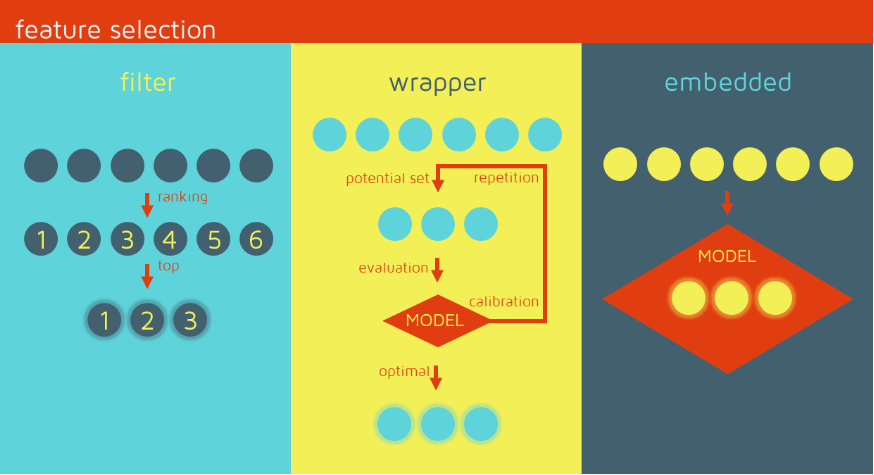 feature selection
filter
ranking
1 2 3 4 5 6
top
1 2 3
wrapper
potential set
repetition
evaluation
calibration
MODEL
optimal
embedded
MODEL